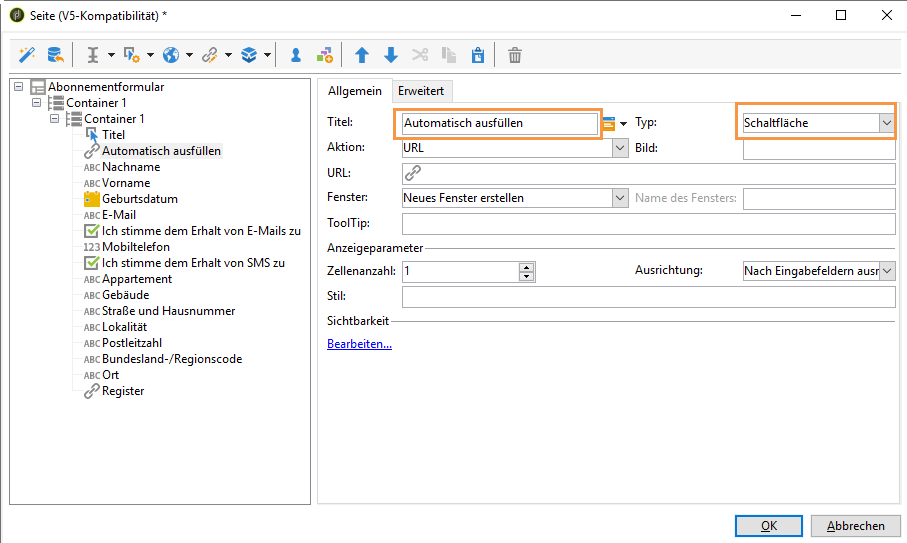 Seite (V5-Kompatibilität) *
Abonnementformular
Container 1
Container 1
Titel
Automatisch ausfüllen
ABC Nachname
ABC Vorname
Geburtsdatum
ABC E-Mail
Ich stimme dem Erhalt von E-Mails zu
123 Mobiltelefon
Ich stimme dem Erhalt von SMS zu
ABC Appartement
ABC Gebäude
ABC Straße und Hausnummer
ABC Lokalität
ABC Postleitzahl
ABC Bundesland-/Regionscode
ABC Ort
Register
Allgemein Erweitert
Titel: Automatisch ausfüllen Typ: Schaltfläche
Aktion: URL Bild:
URL:
Fenster: Neues Fenster erstellen Name des Fensters:
ToolTip:
Anzeigeparameter
Zellenanzahl: 1 Ausrichtung: Nach Eingabefeldern ausr
Stil:
Sichtbarkeit
Bearbeiten...
OK Abbrechen